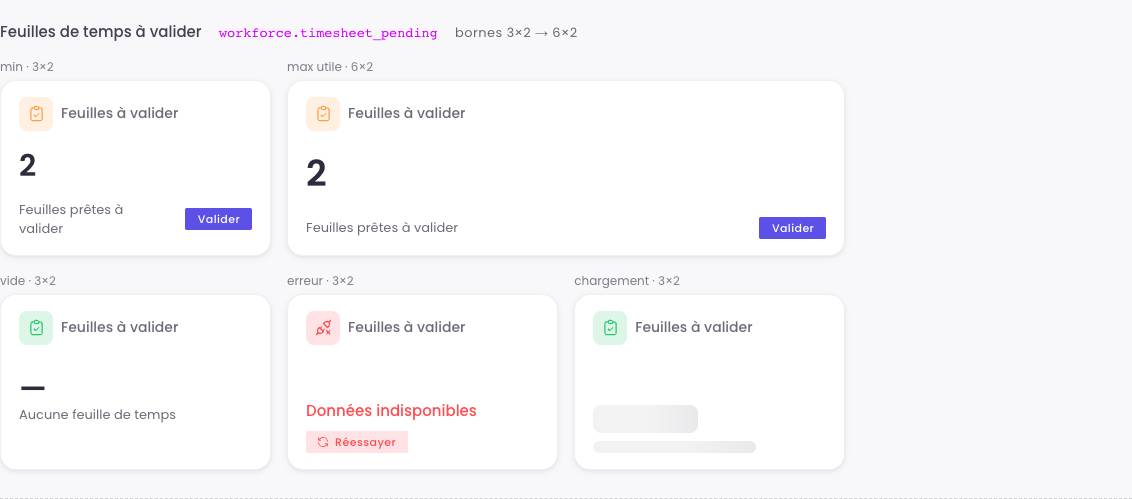 Feuilles de temps à valider workforce.timesheet_pending bornes 3×2 → 6×2
min · 3×2
max utile · 6×2
Feuilles à valider
2
Feuilles prêtes à
valider
Valider
Feuilles à valider
2
Feuilles prêtes à valider
Valider
vide · 3×2
erreur · 3×2
chargement · 3×2
Feuilles à valider
—
Aucune feuille de temps
Feuilles à valider
Données indisponibles
Réessayer
Feuilles à valider